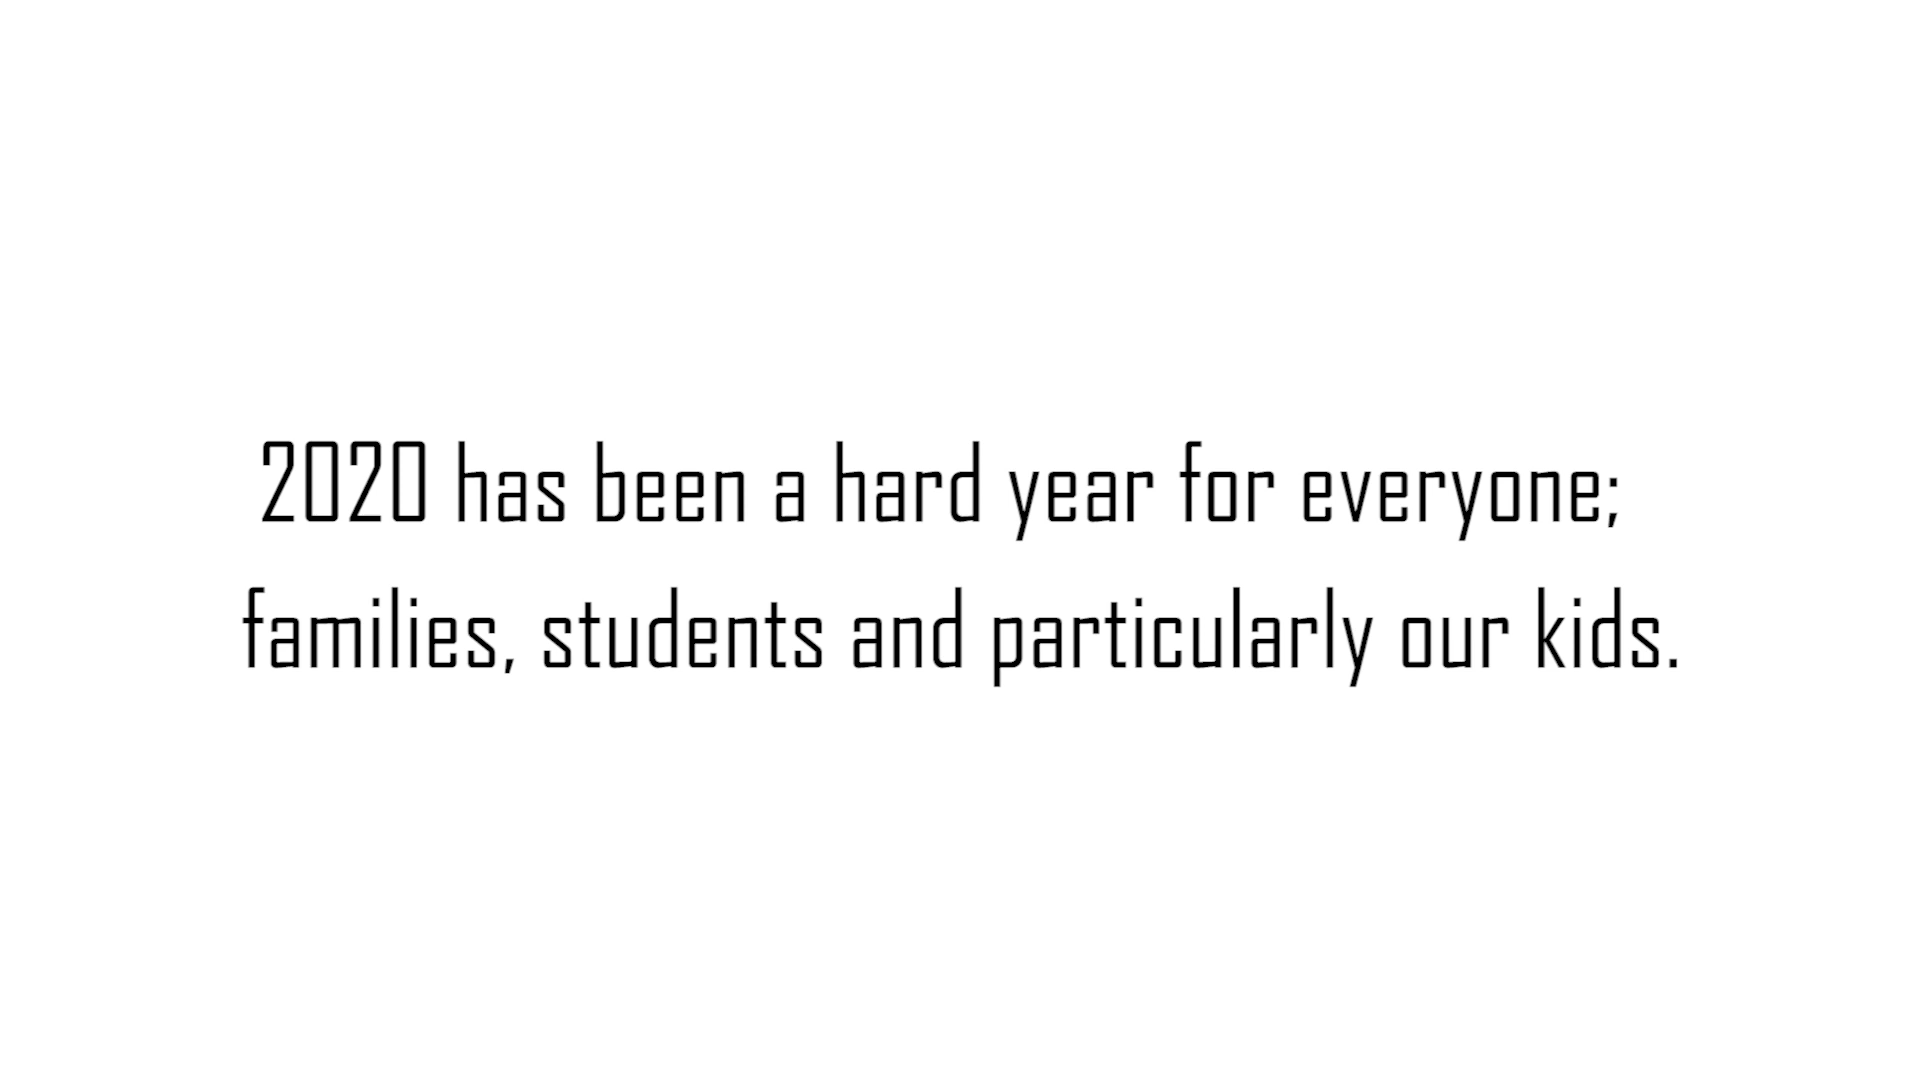 2020 has been a hard year for everyone;
families, students and particularly our kids.